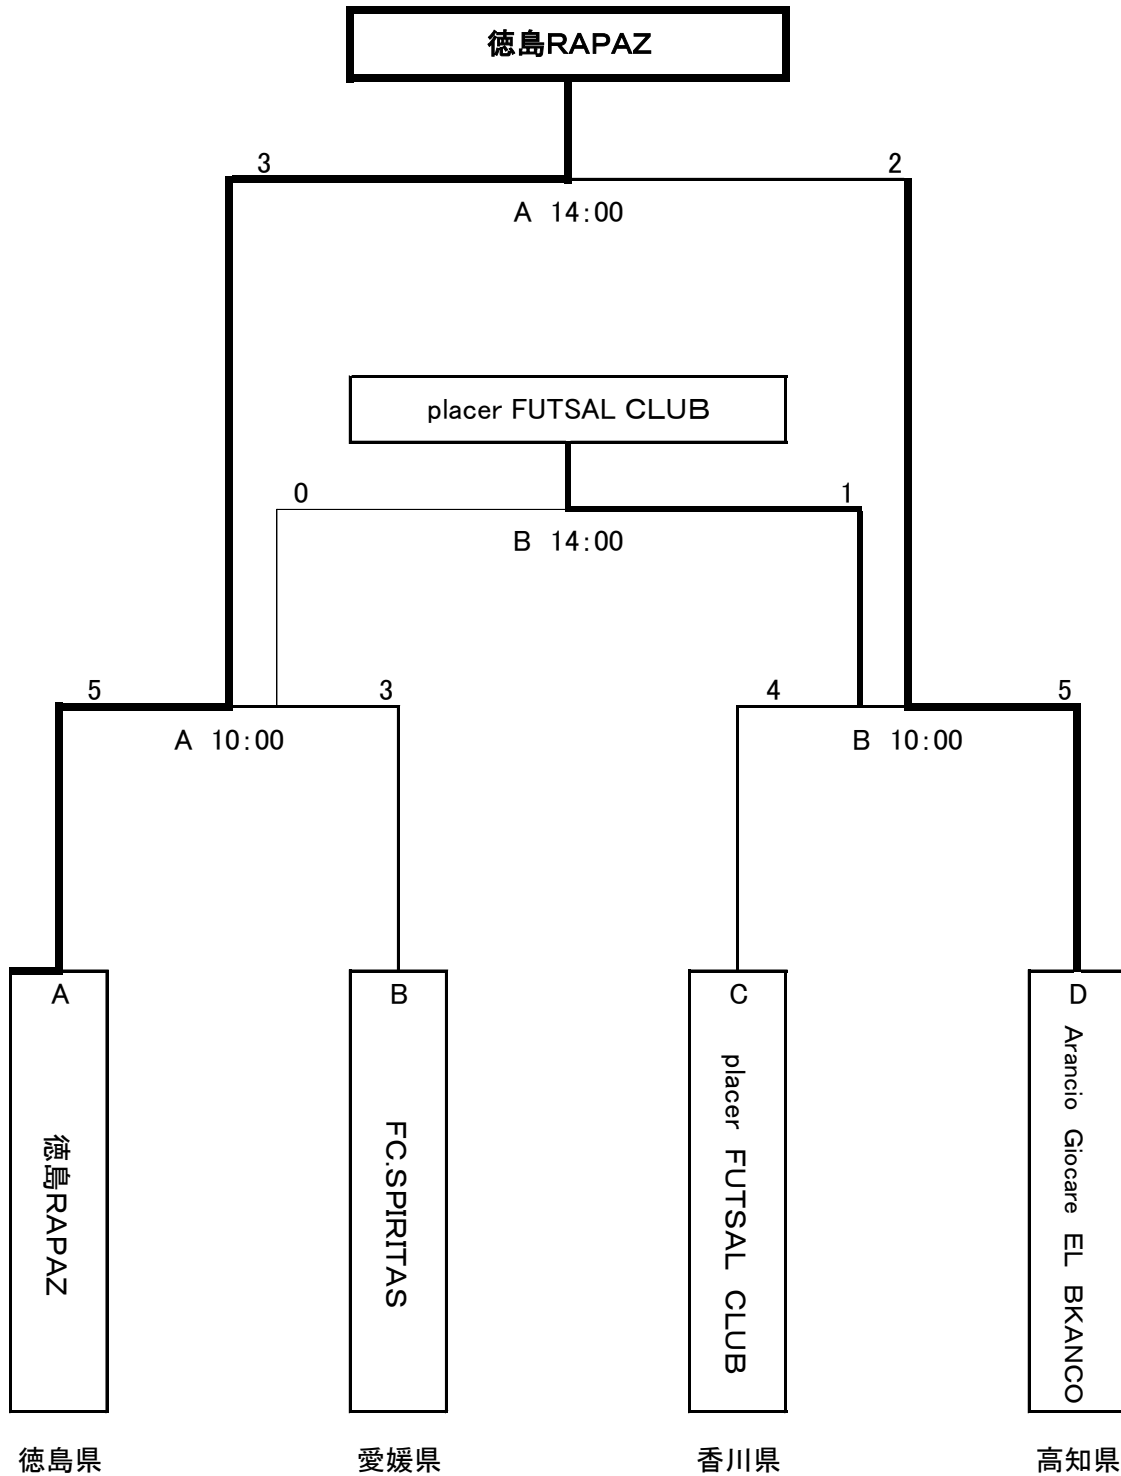 徳島RAPAZ
3
2
A 14:00
placer FUTSAL CLUB
0
1
B 14:00
5
3
4
5
A 10:00
B 10:00
A
B
C
D
徳島RAPAZ
FC.SPIRITAS
placer FUTSAL CLUB
Arancio Giocare EL BKANCO
徳島県
愛媛県
香川県
高知県